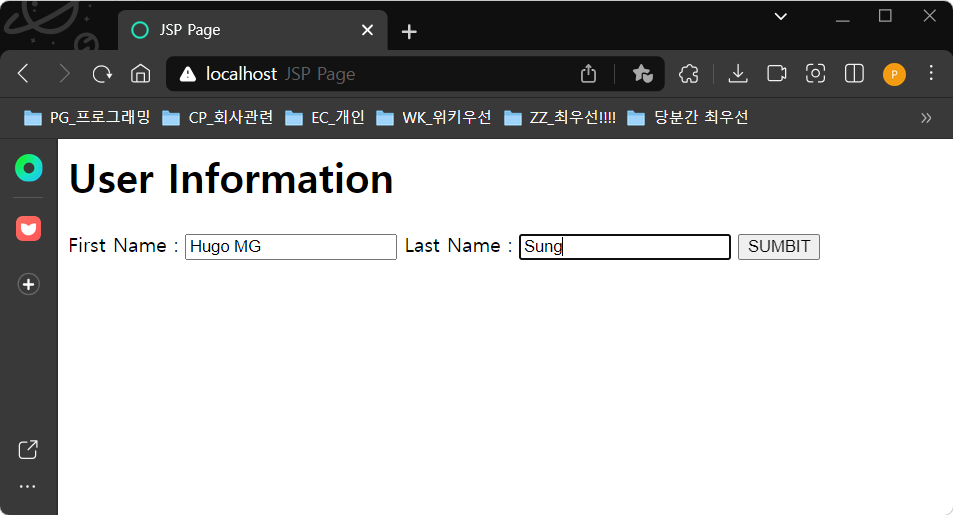 JSP Page
localhost JSP Page
P
PG_프로그래밍 CP_회사관련 EC_개인 WK_위키우선 ZZ_최우선!!!! 당분간 최우선
User Information
First Name : Hugo MG Last Name : Sung SUMBIT